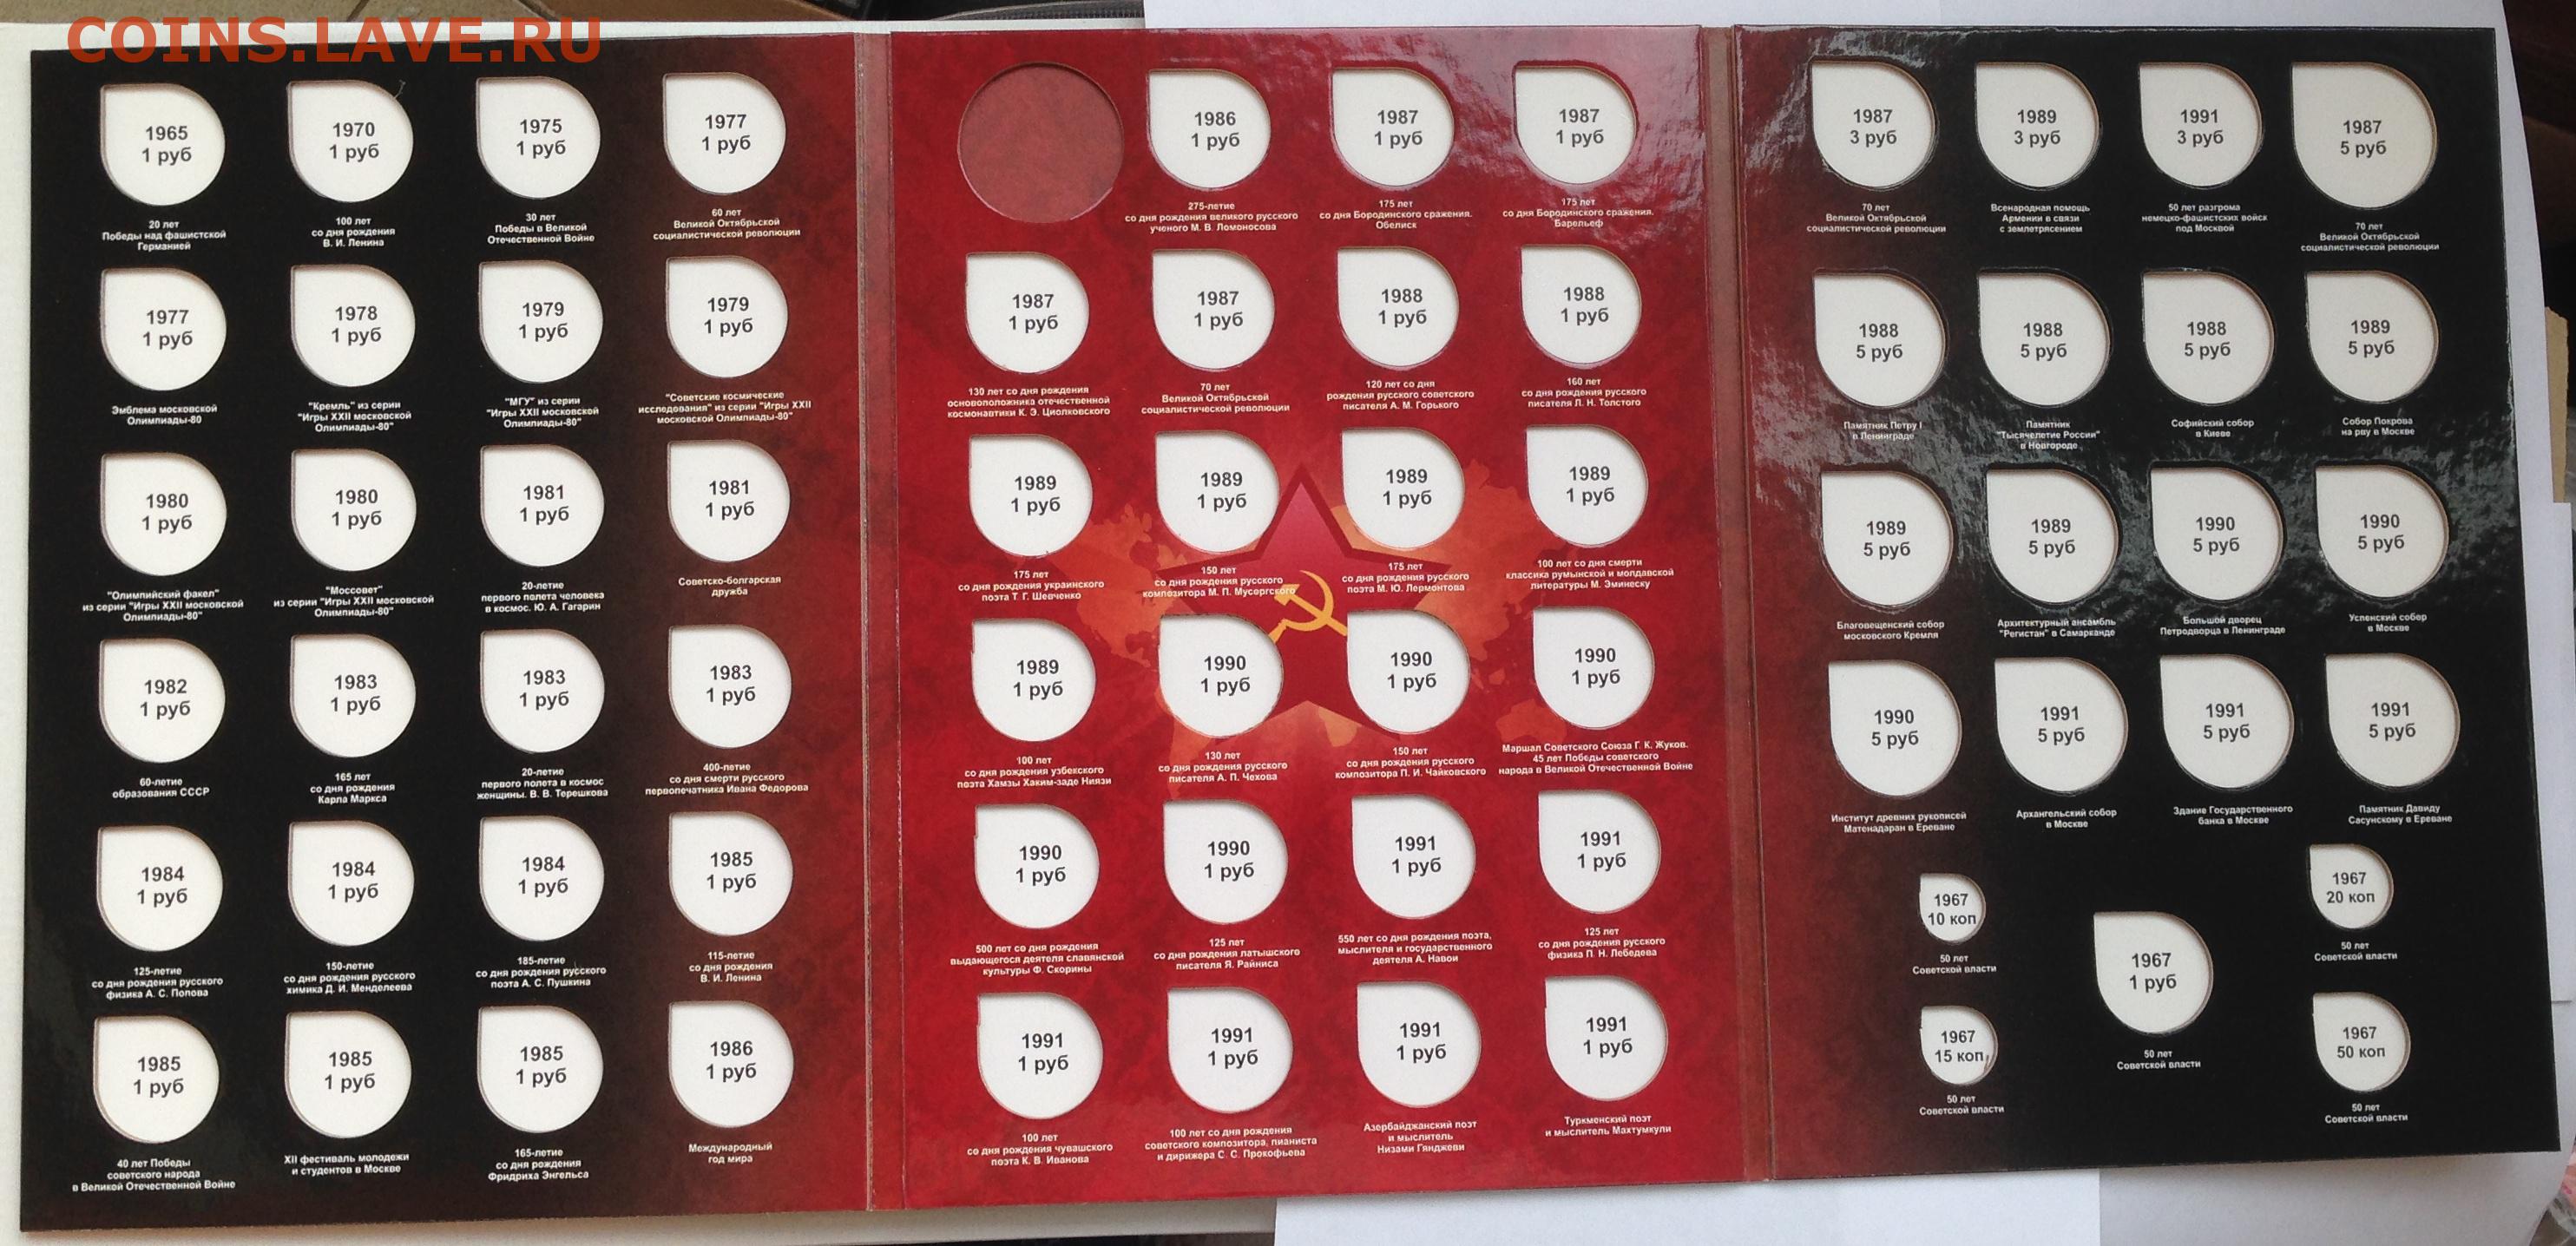 COINS.LAVE.RU
1965
1 руб
20 лет
Победы над фашистской
Германией
1970
1 руб
100 лет
со дня рождения
В. И. Ленина
1975
1 руб
30 лет
Победы в Великой
Отечественной Войне
1977
1 руб
60 лет
Великой Октябрьской
социалистической революции
1977
1 руб
Эмблема московской
Олимпиады-80
1978
1 руб
"Кремль" из серии
"Игры XXII московской
Олимпиады-80"
1979
1 руб
"МГУ" из серии
"Игры XXII московской
Олимпиады-80"
1979
1 руб
"Советские космические
исследования" из серии "Игры XXII
московской Олимпиады-80"
1980
1 руб
"Олимпийский факел"
из серии "Игры XXII московской
Олимпиады-80"
1980
1 руб
"Моссовет"
из серии "Игры XXII московской
Олимпиады-80"
1981
1 руб
20-летие
первого полета человека
в космос. Ю. А. Гагарин
1981
1 руб
Советско-болгарская
дружба
1982
1 руб
60-летие
образования СССР
1983
1 руб
165 лет
со дня рождения
Карла Маркса
1983
1 руб
20-летие
первого полета в космос
женщины. В. В. Терешкова
1983
1 руб
400-летие
со дня смерти русского
первопечатника Ивана Федорова
1984
1 руб
125-летие
со дня рождения русского
физика А. С. Попова
1984
1 руб
150-летие
со дня рождения русского
химика Д. И. Менделеева
1984
1 руб
185-летие
со дня рождения русского
поэта А. С. Пушкина
1985
1 руб
115-летие
со дня рождения
В. И. Ленина
1985
1 руб
40 лет Победы
советского народа
в Великой Отечественной Войне
1985
1 руб
XII фестиваль молодежи
и студентов в Москве
1985
1 руб
165-летие
со дня рождения
Фридриха Энгельса
1986
1 руб
Международный
год мира
1986
1 руб
275-летие
со дня рождения великого русского
ученого М. В. Ломоносова
1987
1 руб
175 лет
со дня Бородинского сражения.
Обелиск
1987
1 руб
175 лет
со дня Бородинского сражения.
Барельеф
1987
1 руб
130 лет со дня рождения
основоположника отечественной
космонавтики К. Э. Циолковского
1987
1 руб
70 лет
Великой Октябрьской
социалистической революции
1988
1 руб
120 лет со дня
рождения русского советского
писателя А. М. Горького
1988
1 руб
160 лет
со дня рождения русского
писателя Л. Н. Толстого
1989
1 руб
175 лет
со дня рождения украинского
поэта Т. Г. Шевченко
1989
1 руб
150 лет
со дня рождения русского
композитора М. П. Мусоргского
1989
1 руб
175 лет
со дня рождения русского
поэта М. Ю. Лермонтова
1989
1 руб
100 лет со дня смерти
классика румынской и молдавской
литературы М. Эминеску
1989
1 руб
100 лет
со дня рождения узбекского
поэта Хамзы Хаким-заде Ниязи
1990
1 руб
130 лет
со дня рождения русского
писателя А. П. Чехова
1990
1 руб
150 лет
со дня рождения русского
композитора П. И. Чайковского
1990
1 руб
Маршал Советского Союза Г. К. Жуков.
45 лет Победы советского
народа в Великой Отечественной Войне
1990
1 руб
500 лет со дня рождения
выдающегося деятеля славянской
культуры Ф. Скорины
1990
1 руб
125 лет
со дня рождения латышского
писателя Я. Райниса
1991
1 руб
550 лет со дня рождения поэта,
мыслителя и государственного
деятеля А. Навои
1991
1 руб
125 лет
со дня рождения русского
физика П. Н. Лебедева
1991
1 руб
100 лет
со дня рождения чувашского
поэта К. В. Иванова
1991
1 руб
100 лет со дня рождения
советского композитора, пианиста
и дирижера С. С. Прокофьева
1991
1 руб
Азербайджанский поэт
и мыслитель
Низами Гянджеви
1991
1 руб
Туркменский поэт
и мыслитель Махтумкули
1987
3 руб
70 лет
Великой Октябрьской
социалистической революции
1989
3 руб
Всенародная помощь
Армении в связи
с землетрясением
1991
3 руб
50 лет разгрома
немецко-фашистских войск
под Москвой
1987
5 руб
70 лет
Великой Октябрьской
социалистической революции
1988
5 руб
Памятник Петру I
в Ленинграде
1988
5 руб
Памятник
"Тысячелетие России"
в Новгороде
1988
5 руб
Софийский собор
в Киеве
1989
5 руб
Собор Покрова
на рву в Москве
1989
5 руб
Благовещенский собор
московского Кремля
1989
5 руб
Архитектурный ансамбль
"Регистан" в Самарканде
1990
5 руб
Большой дворец
Петродворца в Ленинграде
1990
5 руб
Успенский собор
в Москве
1990
5 руб
Институт древних рукописей
Матенадаран в Ереване
1991
5 руб
Архангельский собор
в Москве
1991
5 руб
Здание Государственного
банка в Москве
1991
5 руб
Памятник Давиду
Сасунскому в Ереване
1967
10 коп
50 лет
Советской власти
1967
20 коп
50 лет
Советской власти
1967
1 руб
50 лет
Советской власти
1967
15 коп
50 лет
Советской власти
1967
50 коп
50 лет
Советской власти